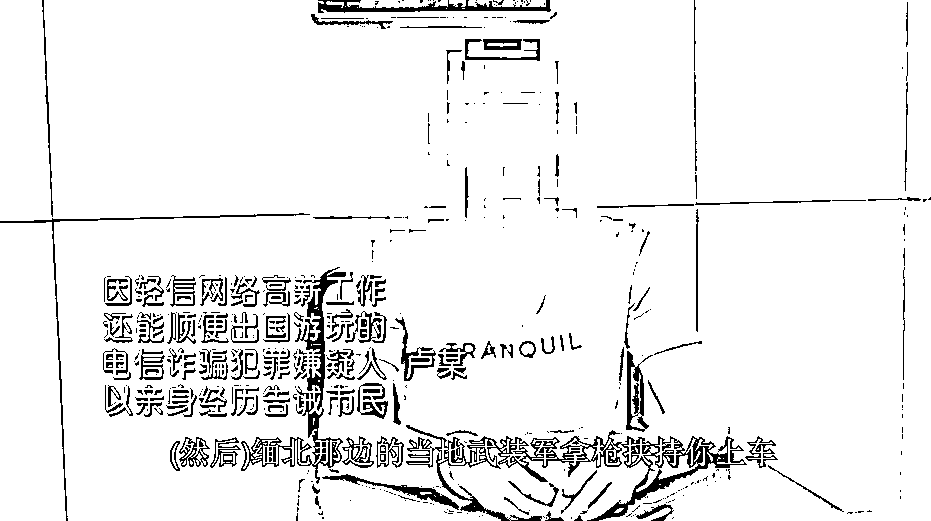 因轻信网络高薪工作
还能顺便出国游玩的
电信诈骗犯罪嫌疑人 卢某
以亲身经历告诫市民
TRANQUIL
(然后)缅北那边的当地武装军拿枪挟持你上车